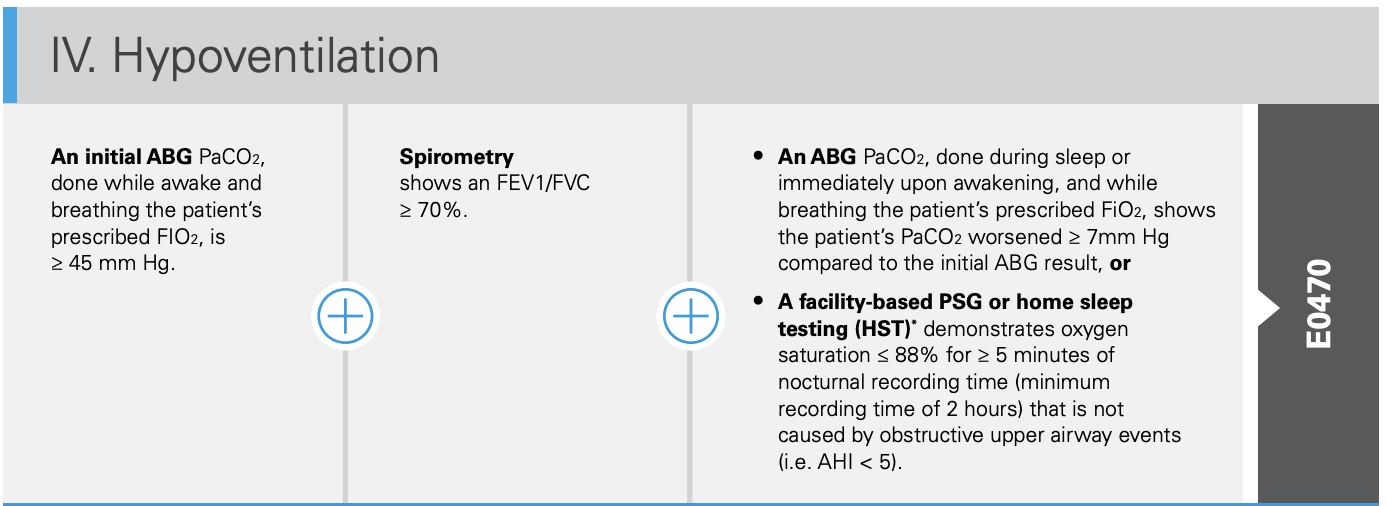 IV. Hypoventilation
An initial ABG PaCO2,
done while awake and
breathing the patient's
prescribed FIO2, is
≥ 45 mm Hg.
Spirometry
shows an FEV1/FVC
≥ 70%.
• An ABG PaCO2, done during sleep or
immediately upon awakening, and while
breathing the patient's prescribed FiO2, shows
the patient's PaCO2 worsened ≥ 7mm Hg
compared to the initial ABG result, or
• A facility-based PSG or home sleep
testing (HST)* demonstrates oxygen
saturation ≤ 88% for ≥ 5 minutes of
nocturnal recording time (minimum
recording time of 2 hours) that is not
caused by obstructive upper airway events
(i.e. AHI < 5).
E0470